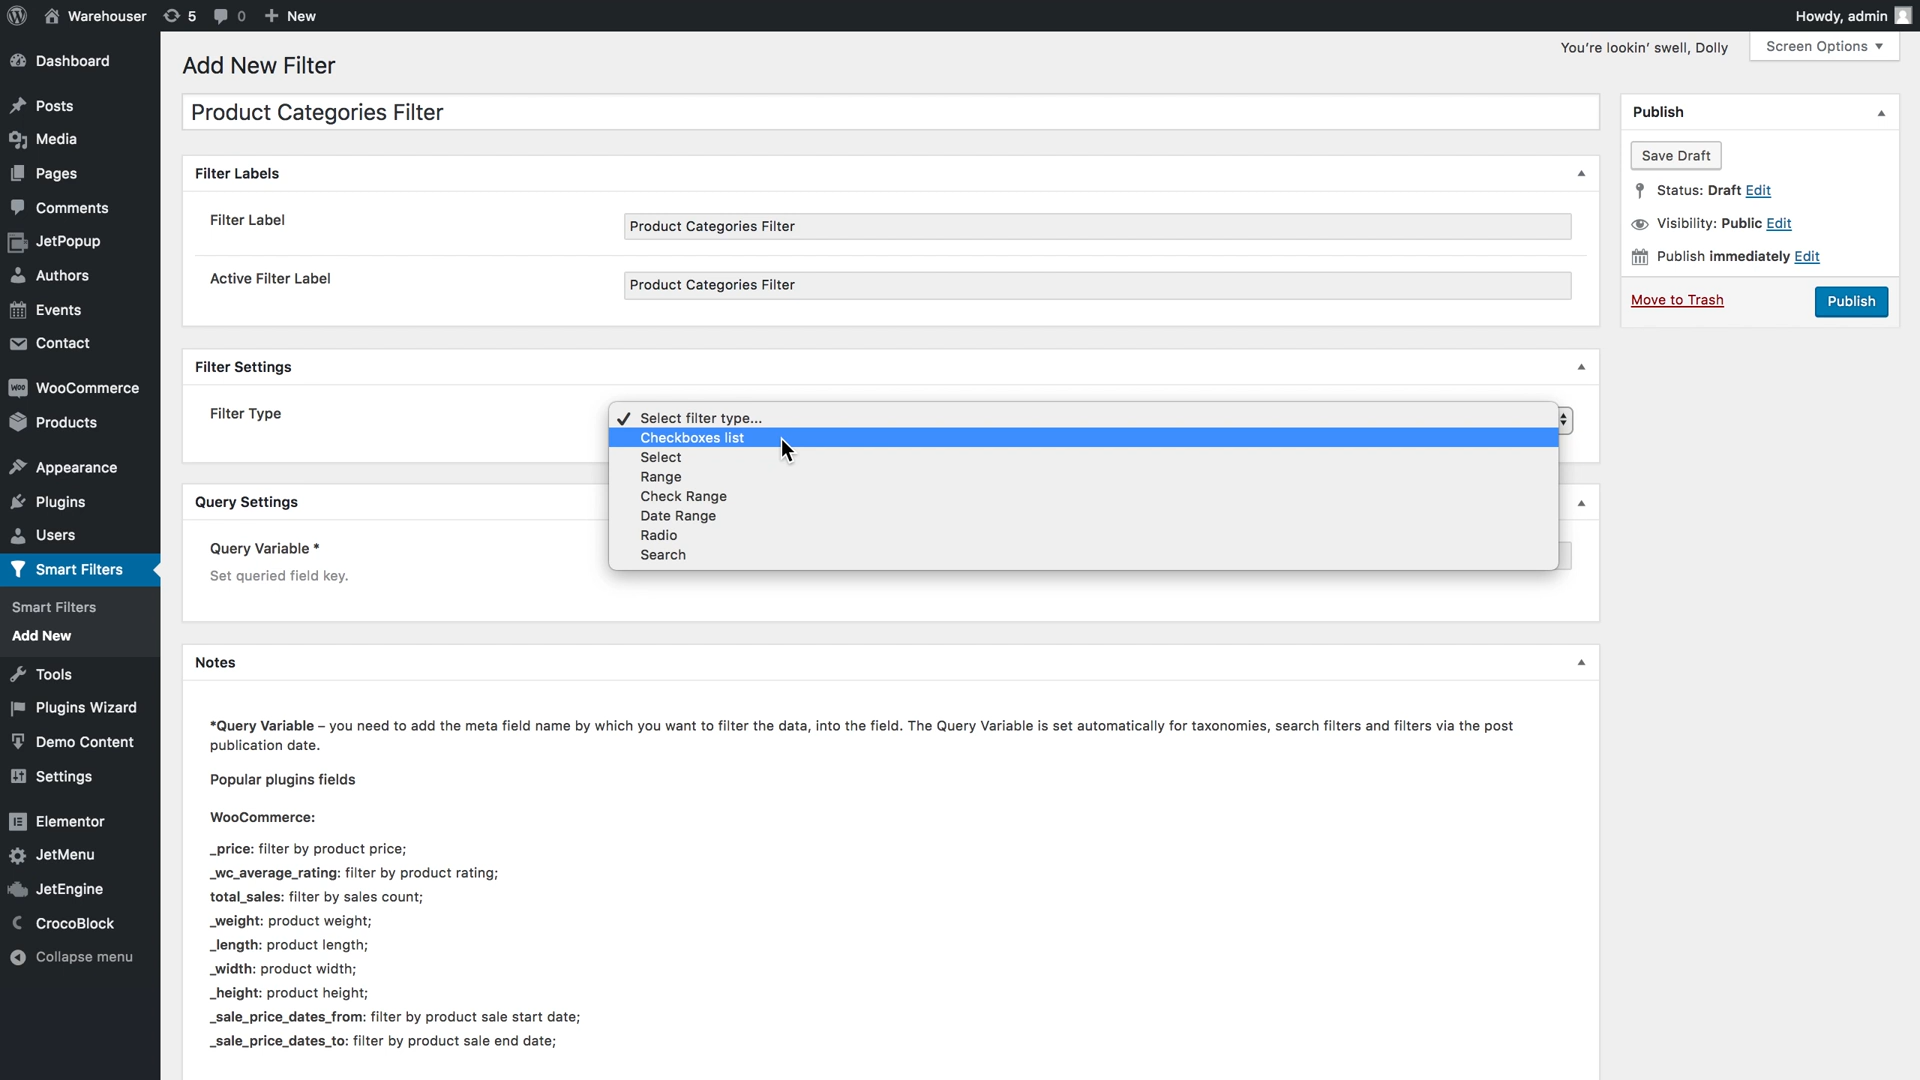 Warehouser 5 0 New
Howdy, admin
Dashboard
Posts
Media
Pages
Comments
JetPopup
Authors
Events
Contact
WooCommerce
Products
Appearance
Plugins
Users
Smart Filters
Smart Filters
Add New
Tools
Plugins Wizard
Demo Content
Settings
Elementor
JetMenu
JetEngine
CrocoBlock
Collapse menu
You're lookin' swell, Dolly
Screen Options
Add New Filter
Product Categories Filter
Filter Labels
Filter Label
Product Categories Filter
Active Filter Label
Product Categories Filter
Filter Settings
Filter Type
Select filter type...
Checkboxes list
Select
Range
Check Range
Date Range
Radio
Search
Query Settings
Query Variable *
Set queried field key.
Notes
*Query Variable – you need to add the meta field name by which you want to filter the data, into the field. The Query Variable is set automatically for taxonomies, search filters and filters via the post
publication date.
Popular plugins fields
WooCommerce:
_price: filter by product price;
_wc_average_rating: filter by product rating;
total_sales: filter by sales count;
_weight: product weight;
_length: product length;
_width: product width;
_height: product height;
_sale_price_dates_from: filter by product sale start date;
_sale_price_dates_to: filter by product sale end date;
Publish
Save Draft
Status: Draft Edit
Visibility: Public Edit
Publish immediately Edit
Move to Trash
Publish